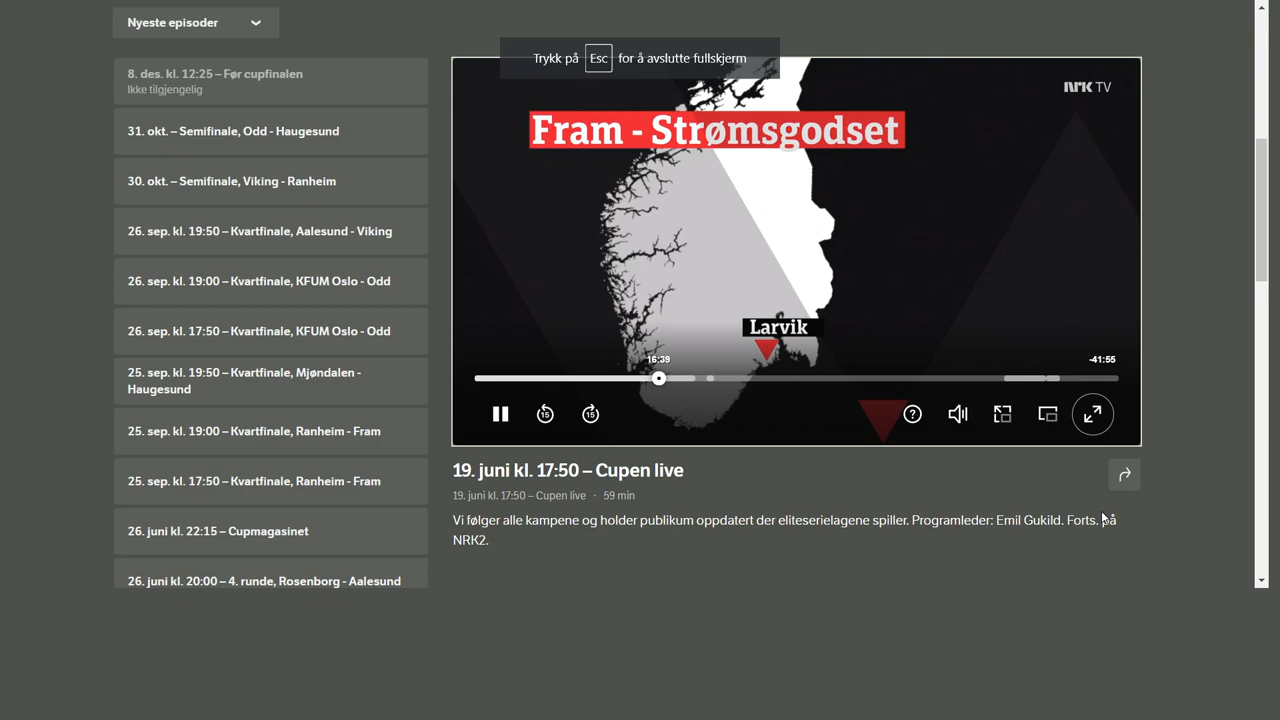 Nyeste episoder
Trykk på Esc for å avslutte fullskjerm
8. des. kl. 12:25 – Før cupfinalen
Ikke tilgjengelig
31. okt. – Semifinale, Odd - Haugesund
30. okt. – Semifinale, Viking - Ranheim
26. sep. kl. 19:50 – Kvartfinale, Aalesund - Viking
26. sep. kl. 19:00 – Kvartfinale, KFUM Oslo - Odd
26. sep. kl. 17:50 – Kvartfinale, KFUM Oslo - Odd
25. sep. kl. 19:50 – Kvartfinale, Mjøndalen -
Haugesund
25. sep. kl. 19:00 – Kvartfinale, Ranheim - Fram
25. sep. kl. 17:50 – Kvartfinale, Ranheim - Fram
26. juni kl. 22:15 – Cupmagasinet
26. juni kl. 20:00 – 4. runde, Rosenborg - Aalesund
NRK TV
Fram - Strømsgodset
Larvik
16:39
-41:55
15
15
?
19. juni kl. 17:50 – Cupen live
19. juni kl. 17:50 – Cupen live · 59 min
Vi følger alle kampene og holder publikum oppdatert der eliteserielagene spiller. Programleder: Emil Gukild. Forts. på
NRK2.